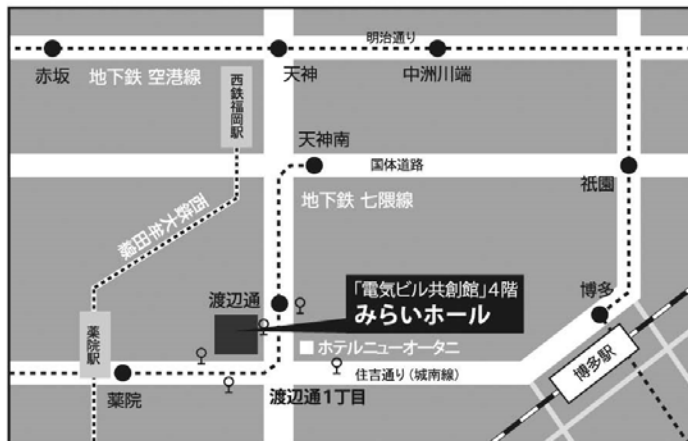 明治通り
赤坂
地下鉄 空港線
天神
中洲川端
西鉄福岡駅
天神南
国体道路
祇園
地下鉄 七隈線
西鉄大牟田線
渡辺通
「電気ビル共創館」4階
みらいホール
博多
薬院駅
ホテルニューオータニ
博多駅
住吉通り（城南線）
薬院
渡辺通1丁目